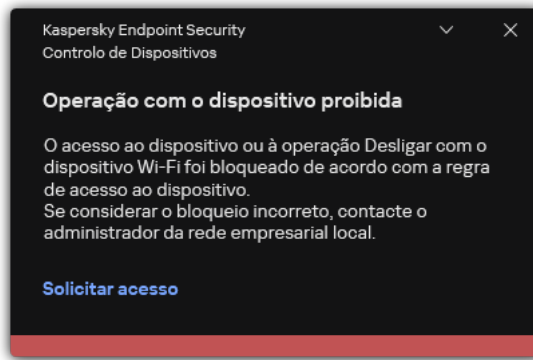 Kaspersky Endpoint Security
Controlo de Dispositivos
Operação com o dispositivo proibida
O acesso ao dispositivo ou à operação Desligar com o
dispositivo Wi-Fi foi bloqueado de acordo com a regra
de acesso ao dispositivo.
Se considerar o bloqueio incorreto, contacte o
administrador da rede empresarial local.
Solicitar acesso